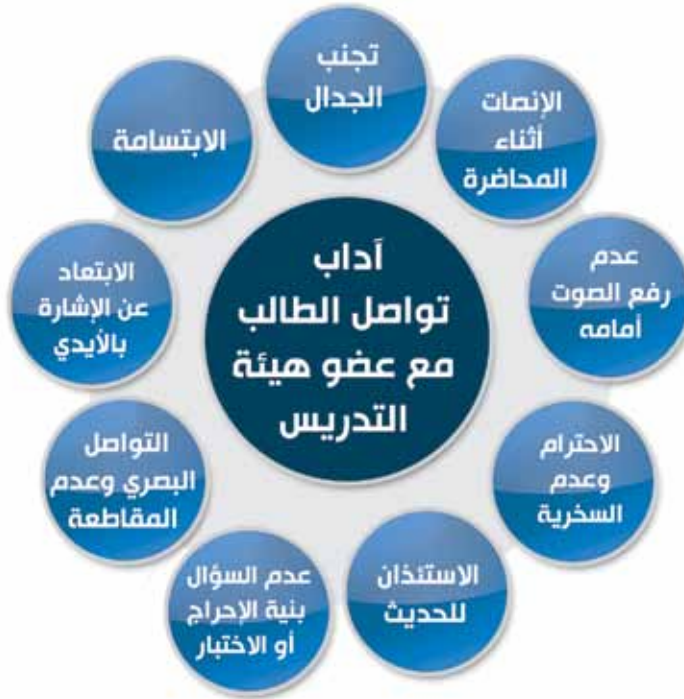 آداب
تواصل الطالب
مع عضو هيئة
التدريس
تجنب
الجدال
الإنصات
أثناء
المحاضرة
عدم
رفع الصوت
أمامه
الاحترام
وعدم
السخرية
الاستئذان
للحديث
عدم السؤال
بنية الإحراج
أو الاختبار
التواصل
البصري وعدم
المقاطعة
الابتعاد
عن الإشارة
بالأيدي
الابتسامة